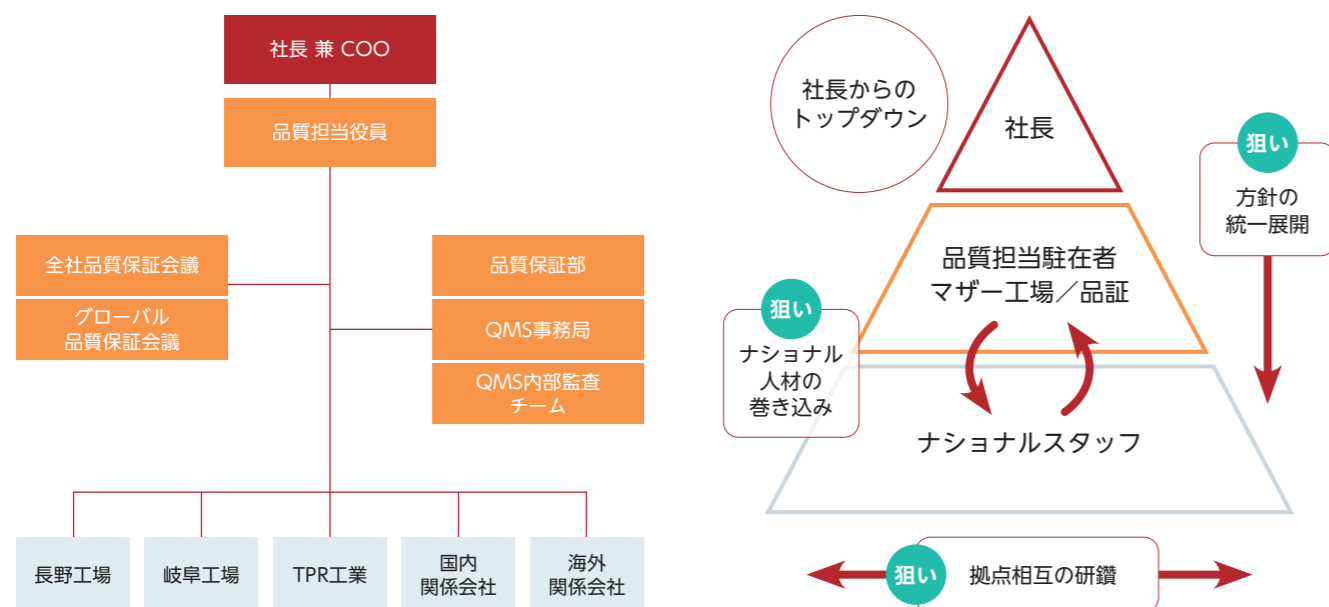 社長 兼 COO
品質担当役員
全社品質保証会議
グローバル
品質保証会議
品質保証部
QMS事務局
QMS内部監査
チーム
長野工場
岐阜工場
TPR工業
国内
関係会社
海外
関係会社
社長からの
トップダウン
社長
狙い
方針の
統一展開
品質担当駐在者
マザー工場／品証
狙い
ナショナル
人材の
巻き込み
ナショナルスタッフ
狙い
拠点相互の研鑽